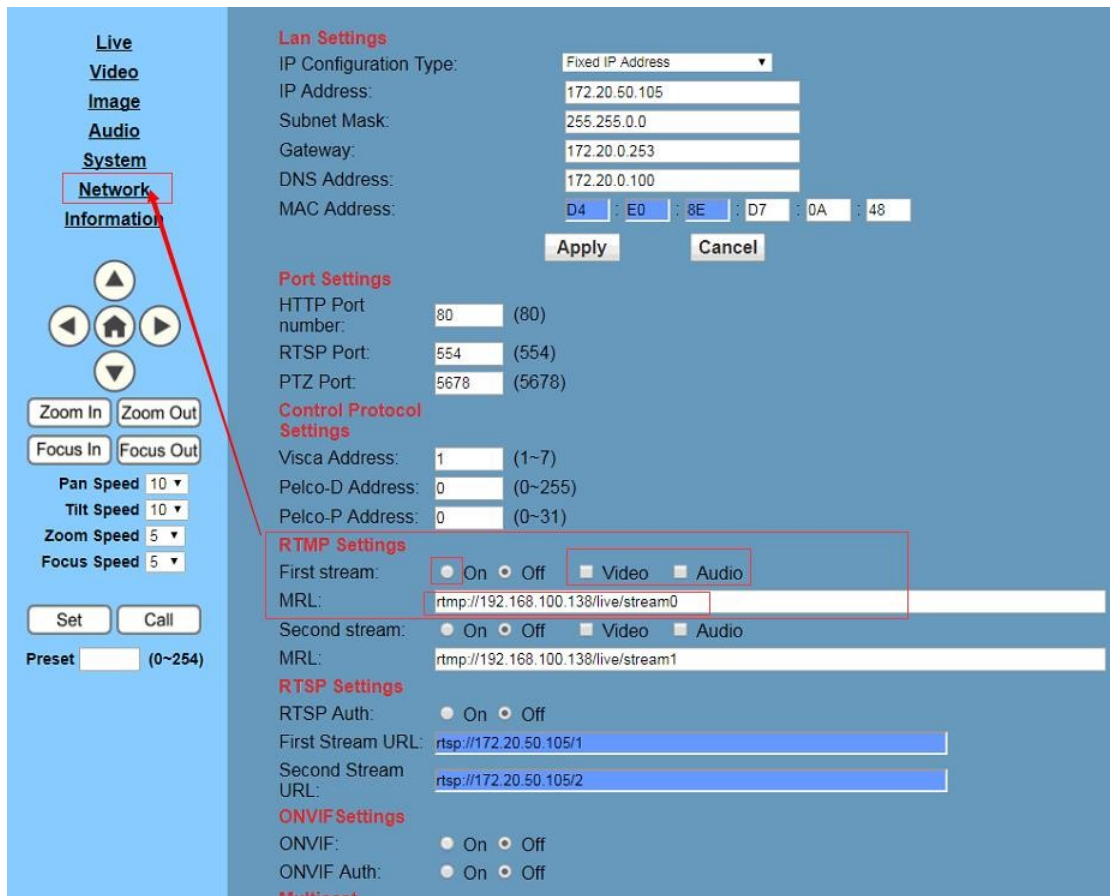 Live
Video
Image
Audio
System
Network
Information
Zoom In Zoom Out
Focus In Focus Out
Pan Speed 10
Tilt Speed 10
Zoom Speed 5
Focus Speed 5
Set Call
Preset (0~254)
Lan Settings
IP Configuration Type: Fixed IP Address
IP Address: 172.20.50.105
Subnet Mask: 255.255.0.0
Gateway: 172.20.0.253
DNS Address: 172.20.0.100
MAC Address: D4 : E0 : 8E : D7 : 0A : 48
Apply Cancel
Port Settings
HTTP Port
number: 80 (80)
RTSP Port: 554 (554)
PTZ Port: 5678 (5678)
Control Protocol
Settings
Visca Address: 1 (1~7)
Pelco-D Address: 0 (0~255)
Pelco-P Address: 0 (0~31)
RTMP Settings
First stream: On Off Video Audio
MRL: rtmp://192.168.100.138/live/stream0
Second stream: On Off Video Audio
MRL: rtmp://192.168.100.138/live/stream1
RTSP Settings
RTSP Auth: On Off
First Stream URL: rtsp://172.20.50.105/1
Second Stream
URL: rtsp://172.20.50.105/2
ONVIFSettings
ONVIF: On Off
ONVIF Auth: On Off
Multicast